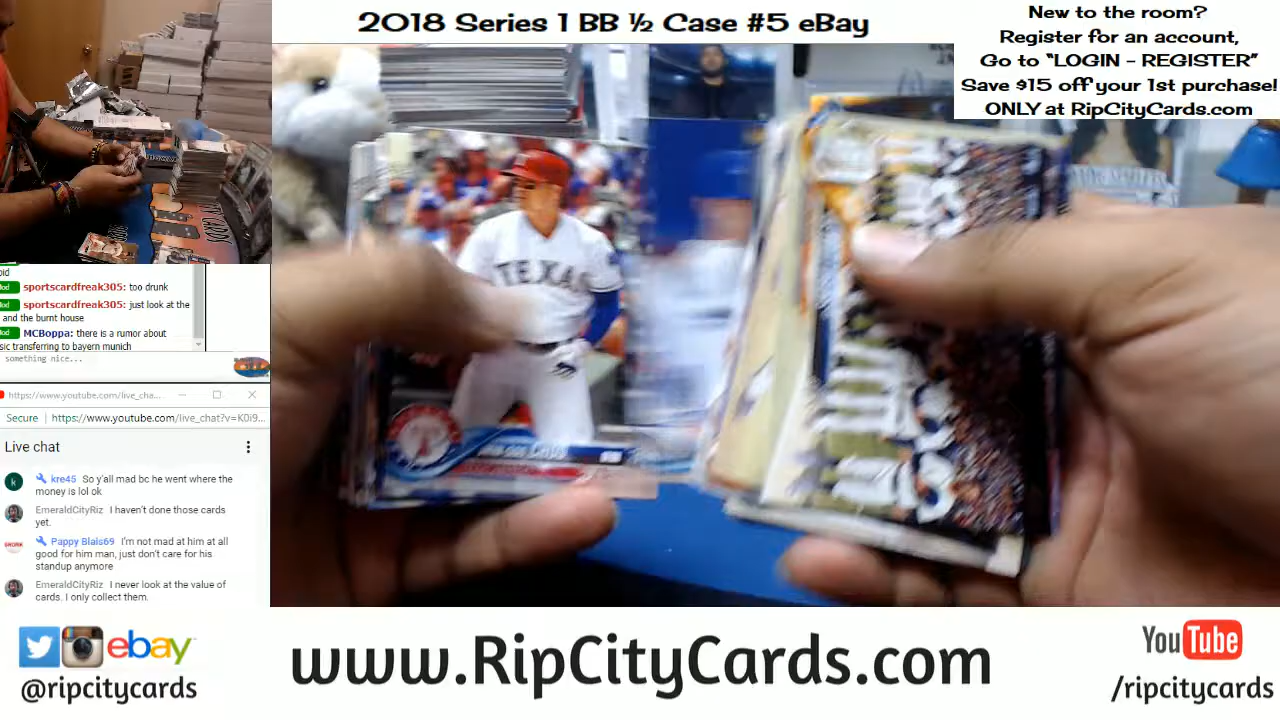 2018 Series 1 BB ½ Case #5 eBay
New to the room?
Register for an account,
Go to “LOGIN – REGISTER”
Save $15 off your 1st purchase!
ONLY at RipCityCards.com
TEXAS
sportscardfreak305: too drunk
sportscardfreak305: just look at the
and the burnt house
MCBoppa: there is a rumor about
sic transferring to bayern munich
something nice...
https://www.youtube.com/live_cha...
Secure https://www.youtube.com/live_chat?v=K0i9...
Live chat
k kre45 So y'all mad bc he went where the
money is lol ok
EmeraldCityRiz I haven't done those cards
yet.
Pappy Blais69 I'm not mad at him at all
good for him man, just don't care for his
standup anymore
EmeraldCityRiz I never look at the value of
cards. I only collect them.
ebay
@ripcitycards
www.RipCityCards.com
YouTube
/ripcitycards